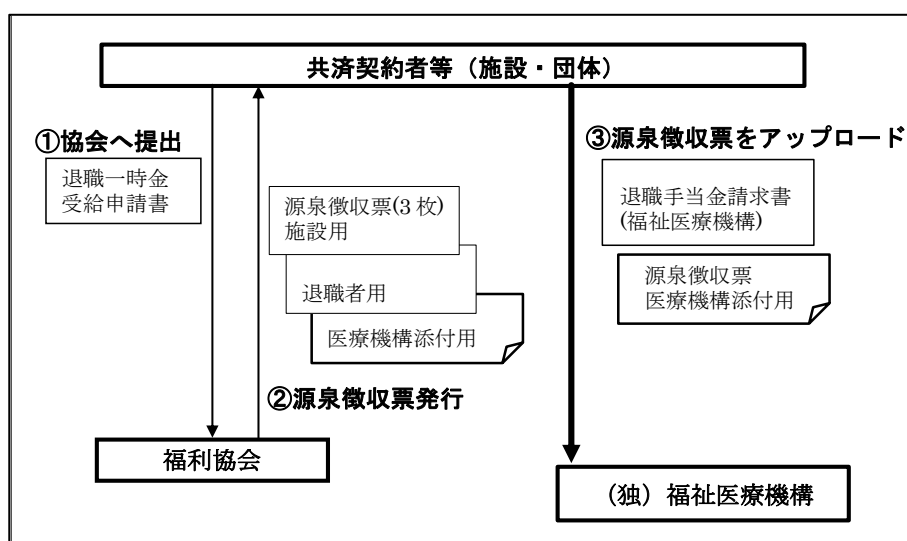 共済契約者等（施設・団体）
①協会へ提出
退職一時金
受給申請書
源泉徴収票(3枚)
施設用
退職者用
医療機構添付用
②源泉徴収票発行
③源泉徴収票をアップロード
退職手当金請求書
(福祉医療機構)
源泉徴収票
医療機構添付用
福利協会
（独）福祉医療機構